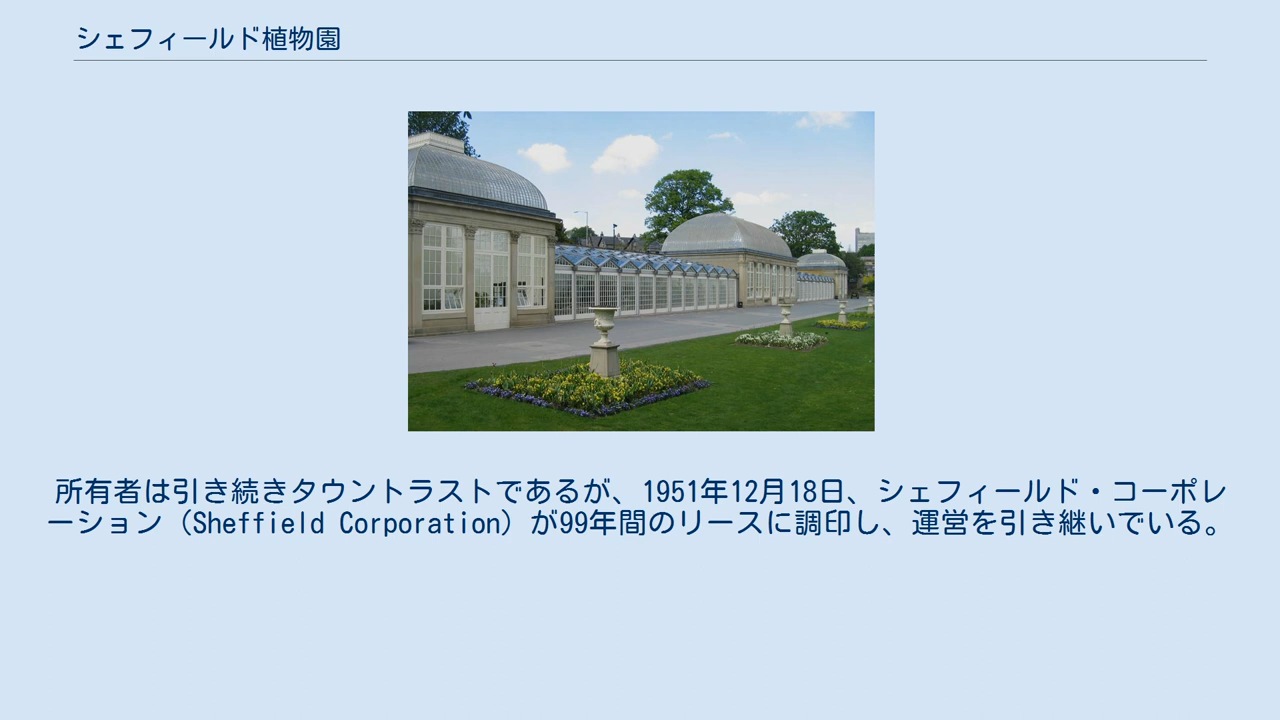 シェフィールド植物園
所有者は引き続きタウントラストであるが、1951年12月18日、シェフィールド・コーポレ
ーション（Sheffield Corporation）が99年間のリースに調印し、運営を引き継いでいる。